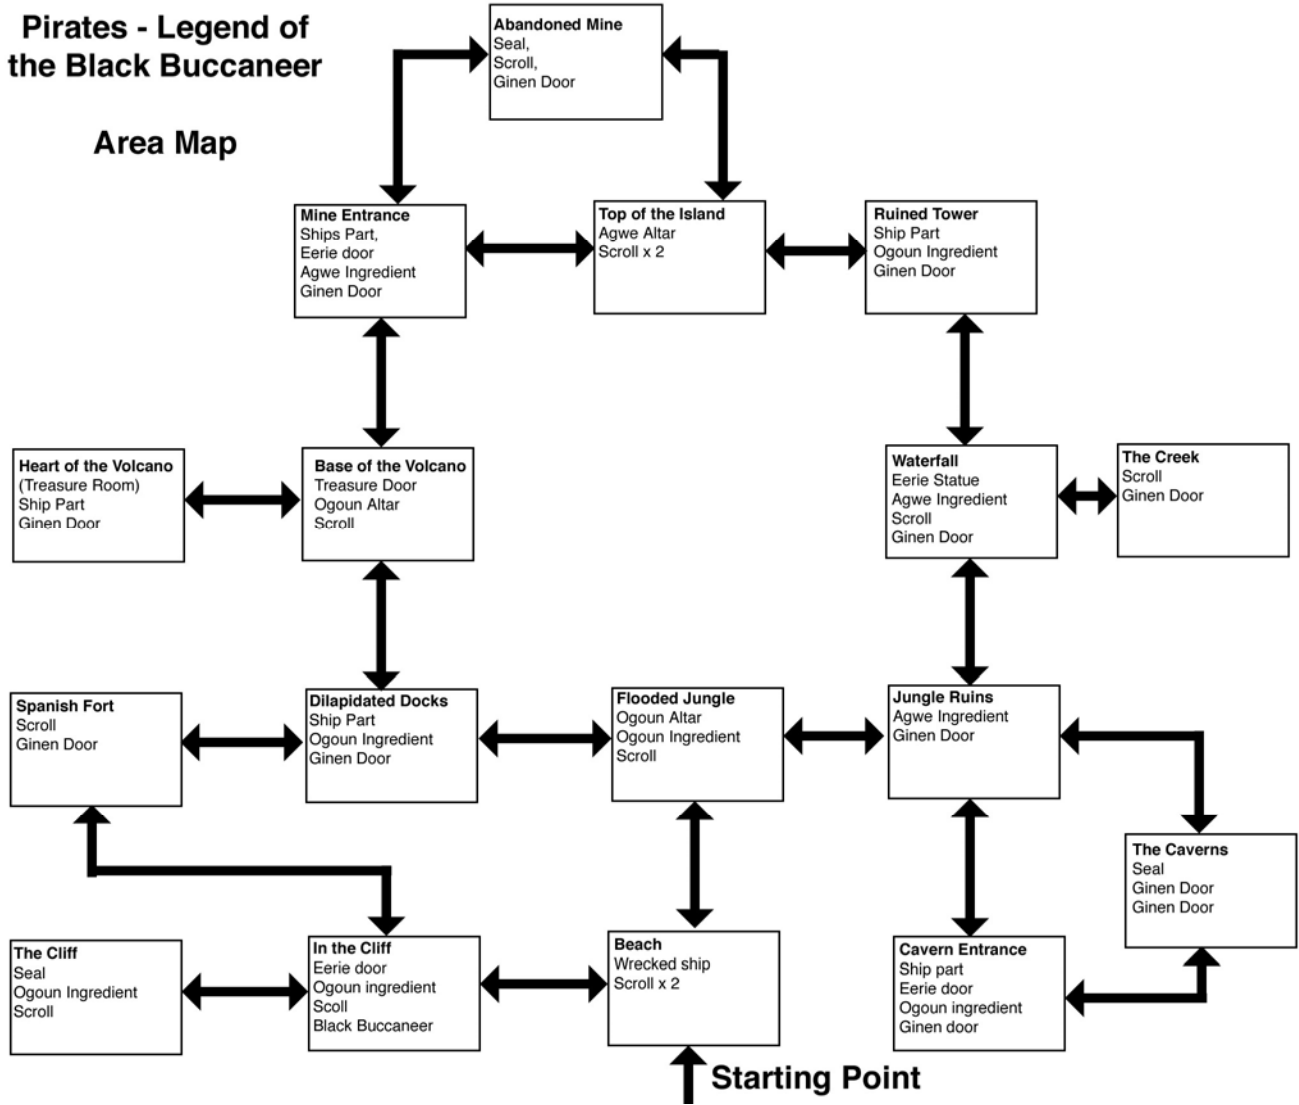 Pirates - Legend of
the Black Buccaneer
Area Map
Abandoned Mine
Seal,
Scroll,
Ginen Door
Mine Entrance
Ships Part,
Eerie door
Agwe Ingredient
Ginen Door
Top of the Island
Agwe Altar
Scroll x 2
Ruined Tower
Ship Part
Ogoun Ingredient
Ginen Door
Heart of the Volcano
(Treasure Room)
Ship Part
Ginen Door
Base of the Volcano
Treasure Door
Ogoun Altar
Scroll
Waterfall
Eerie Statue
Agwe Ingredient
Scroll
Ginen Door
The Creek
Scroll
Ginen Door
Spanish Fort
Scroll
Ginen Door
Dilapidated Docks
Ship Part
Ogoun Ingredient
Ginen Door
Flooded Jungle
Ogoun Altar
Ogoun Ingredient
Scroll
Jungle Ruins
Agwe Ingredient
Ginen Door
The Caverns
Seal
Ginen Door
Ginen Door
The Cliff
Seal
Ogoun Ingredient
Scroll
In the Cliff
Eerie door
Ogoun ingredient
Scoll
Black Buccaneer
Beach
Wrecked ship
Scroll x 2
Cavern Entrance
Ship part
Eerie door
Ogoun ingredient
Ginen door
Starting Point